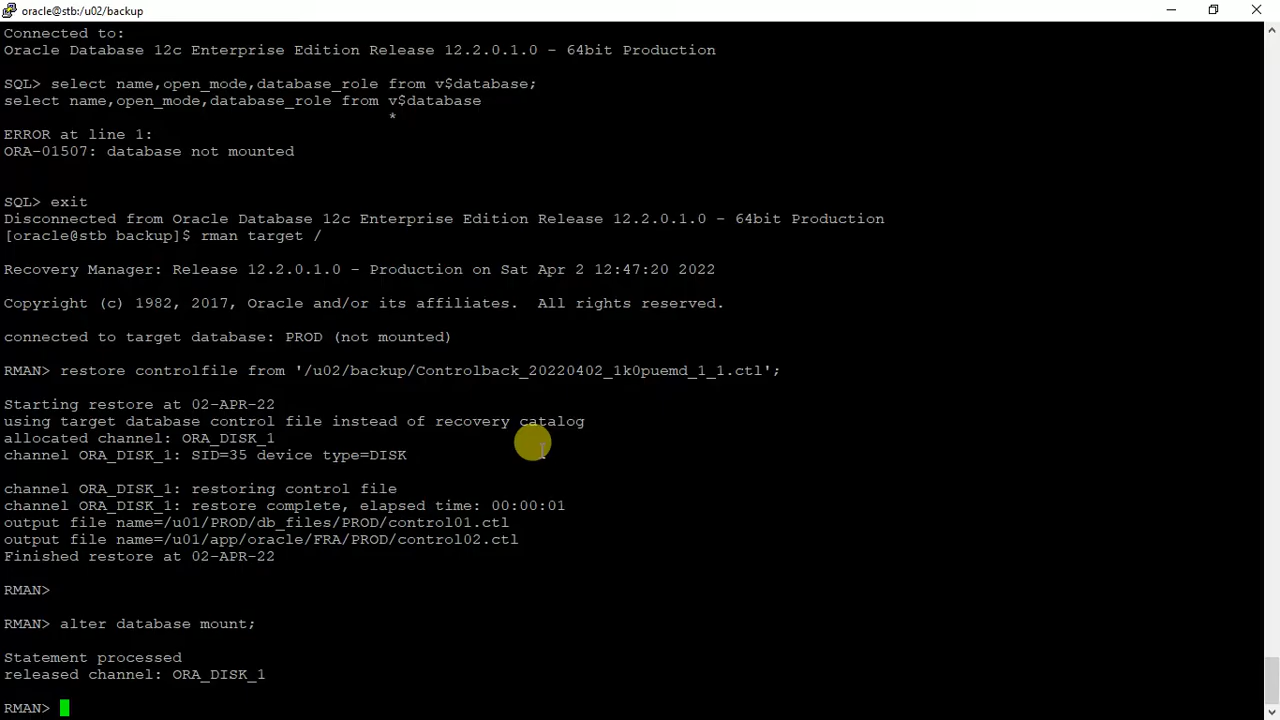 oracle@stb:/u02/backup
Connected to:
Oracle Database 12c Enterprise Edition Release 12.2.0.1.0 - 64bit Production
SQL> select name,open_mode,database_role from v$database;
select name,open_mode,database_role from v$database
*
ERROR at line 1:
ORA-01507: database not mounted
SQL> exit
Disconnected from Oracle Database 12c Enterprise Edition Release 12.2.0.1.0 - 64bit Production
[oracle@stb backup]$ rman target /
Recovery Manager: Release 12.2.0.1.0 - Production on Sat Apr 2 12:47:20 2022
Copyright (c) 1982, 2017, Oracle and/or its affiliates.  All rights reserved.
connected to target database: PROD (not mounted)
RMAN> restore controlfile from '/u02/backup/Controlback_20220402_1k0puemd_1_1.ctl';
Starting restore at 02-APR-22
using target database control file instead of recovery catalog
allocated channel: ORA_DISK_1
channel ORA_DISK_1: SID=35 device type=DISK
channel ORA_DISK_1: restoring control file
channel ORA_DISK_1: restore complete, elapsed time: 00:00:01
output file name=/u01/PROD/db_files/PROD/control01.ctl
output file name=/u01/app/oracle/FRA/PROD/control02.ctl
Finished restore at 02-APR-22
RMAN>
RMAN> alter database mount;
Statement processed
released channel: ORA_DISK_1
RMAN>